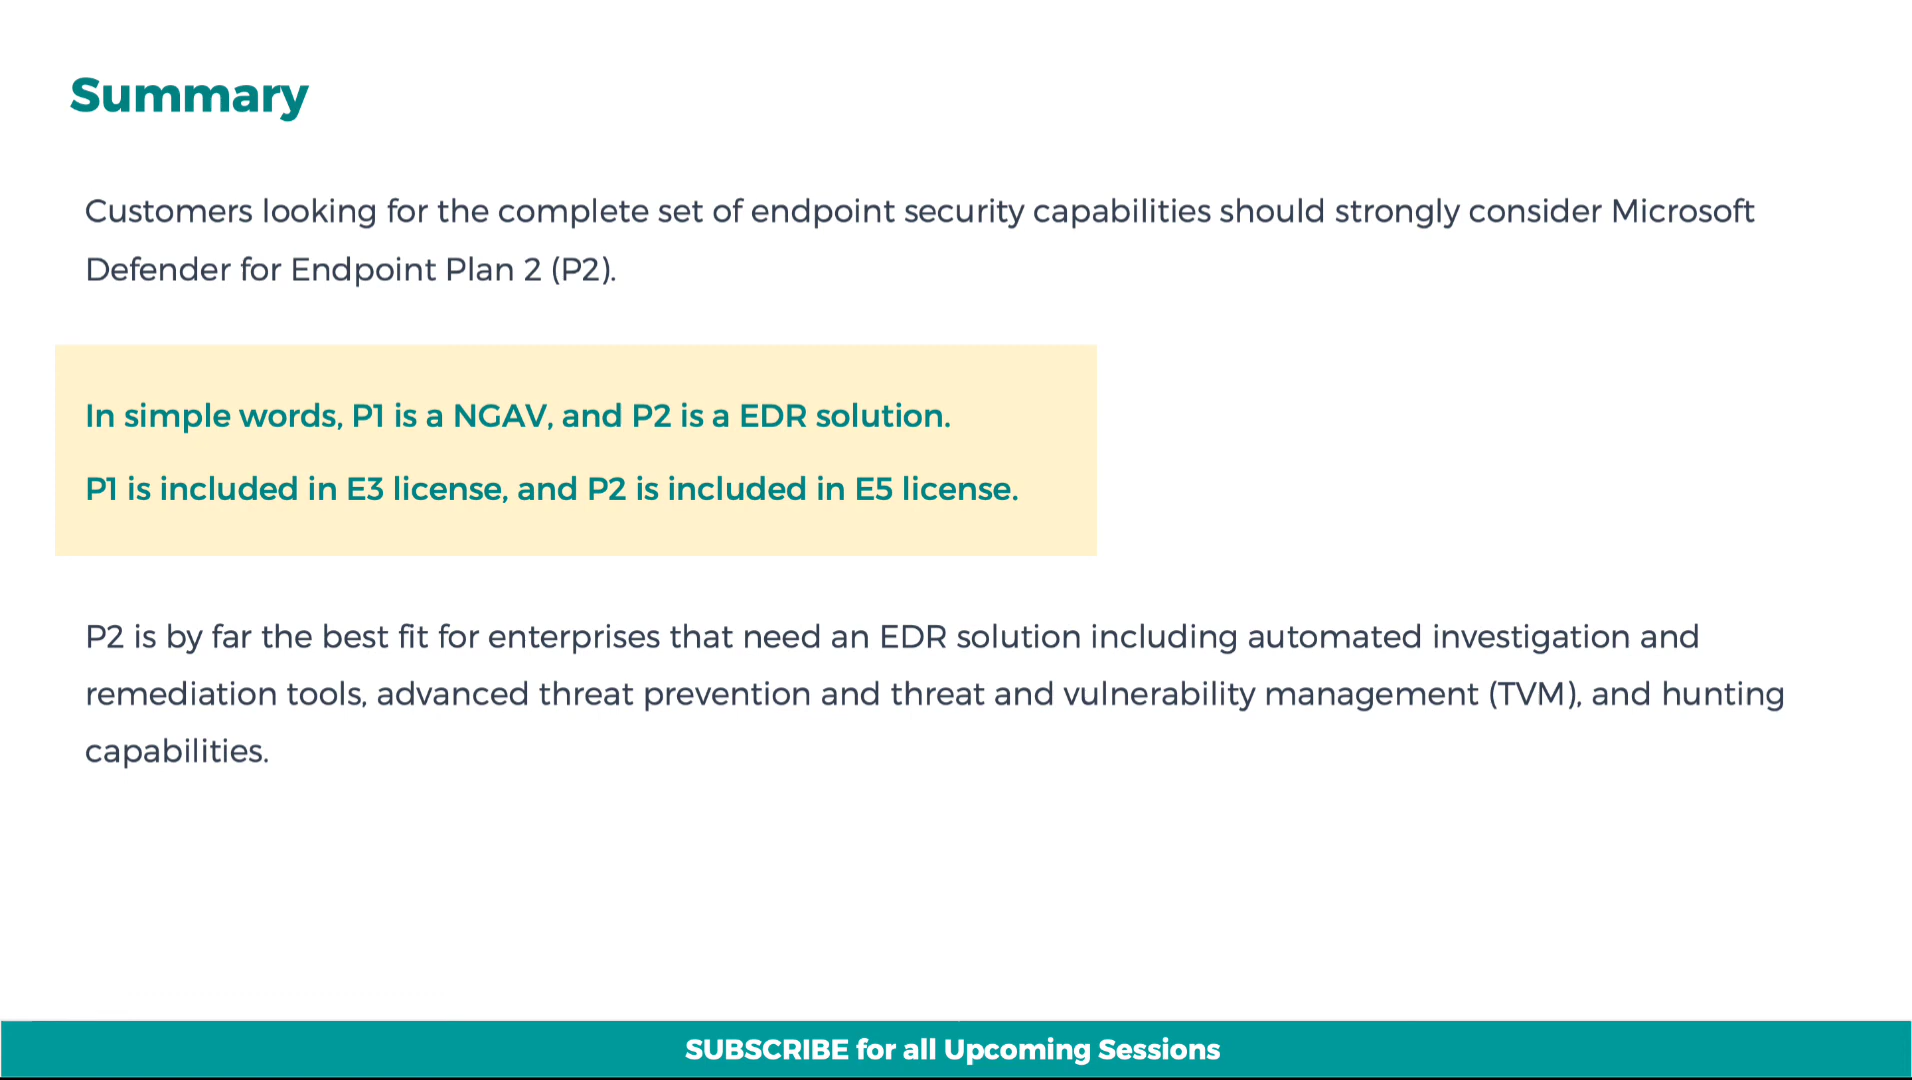 Summary
Customers looking for the complete set of endpoint security capabilities should strongly consider Microsoft
Defender for Endpoint Plan 2 (P2).
In simple words, P1 is a NGAV, and P2 is a EDR solution.
P1 is included in E3 license, and P2 is included in E5 license.
P2 is by far the best fit for enterprises that need an EDR solution including automated investigation and
remediation tools, advanced threat prevention and threat and vulnerability management (TVM), and hunting
capabilities.
SUBSCRIBE for all Upcoming Sessions